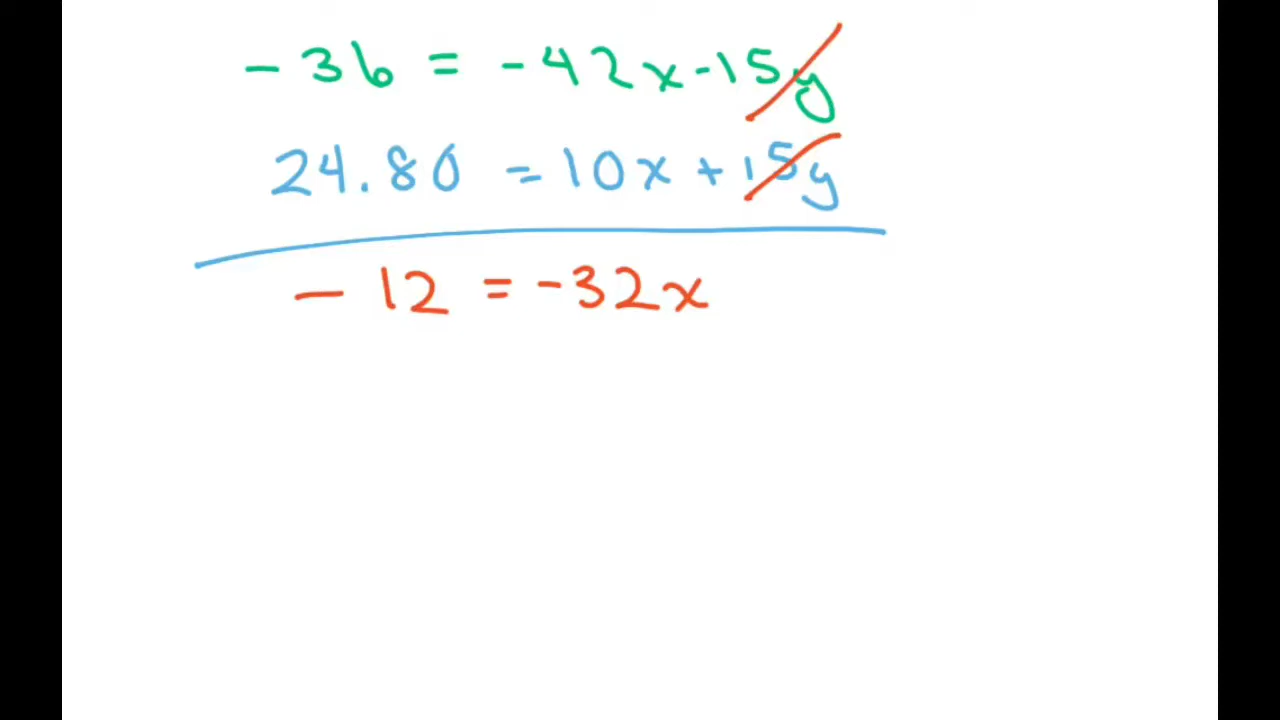 - 36 = - 42x - 15y
24.80 = 10x + 15y
- 12 = - 32x